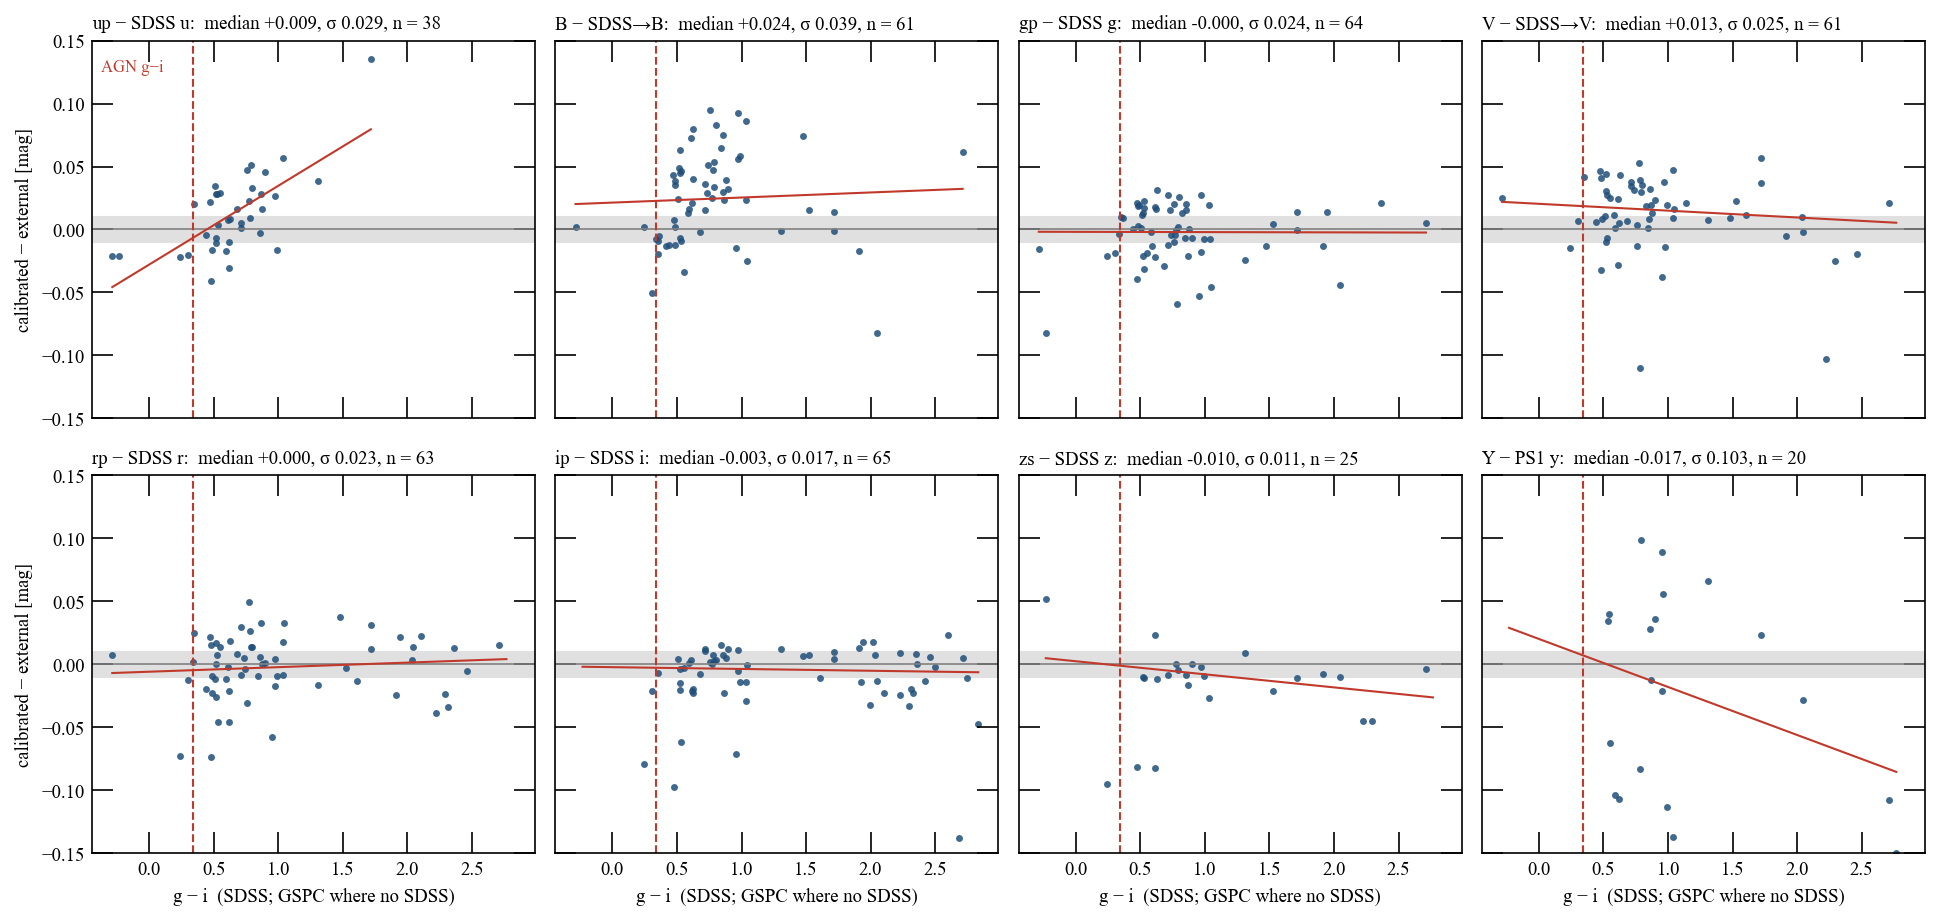 up − SDSS u:  median +0.009, σ 0.029, n = 38
B − SDSS→B:  median +0.024, σ 0.039, n = 61
gp − SDSS g:  median -0.000, σ 0.024, n = 64
V − SDSS→V:  median +0.013, σ 0.025, n = 61
AGN g−i
0.15
0.10
0.05
0.00
−0.05
−0.10
−0.15
calibrated − external [mag]
rp − SDSS r:  median +0.000, σ 0.023, n = 63
ip − SDSS i:  median -0.003, σ 0.017, n = 65
zs − SDSS z:  median -0.010, σ 0.011, n = 25
Y − PS1 y:  median -0.017, σ 0.103, n = 20
0.15
0.10
0.05
0.00
−0.05
−0.10
−0.15
calibrated − external [mag]
0.0 0.5 1.0 1.5 2.0 2.5
0.0 0.5 1.0 1.5 2.0 2.5
0.0 0.5 1.0 1.5 2.0 2.5
0.0 0.5 1.0 1.5 2.0 2.5
g − i  (SDSS; GSPC where no SDSS)
g − i  (SDSS; GSPC where no SDSS)
g − i  (SDSS; GSPC where no SDSS)
g − i  (SDSS; GSPC where no SDSS)